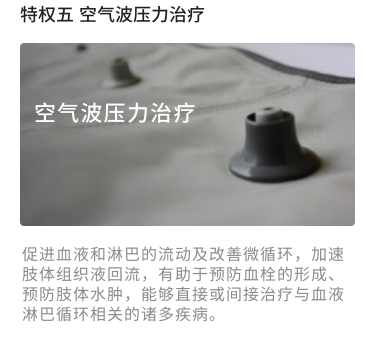 特权五 空气波压力治疗
空气波压力治疗
促进血液和淋巴的流动及改善微循环，加速
肢体组织液回流，有助于预防血栓的形成、
预防肢体水肿，能够直接或间接治疗与血液
淋巴循环相关的诸多疾病。